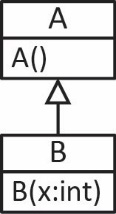 A
A()
B
B(x:int)